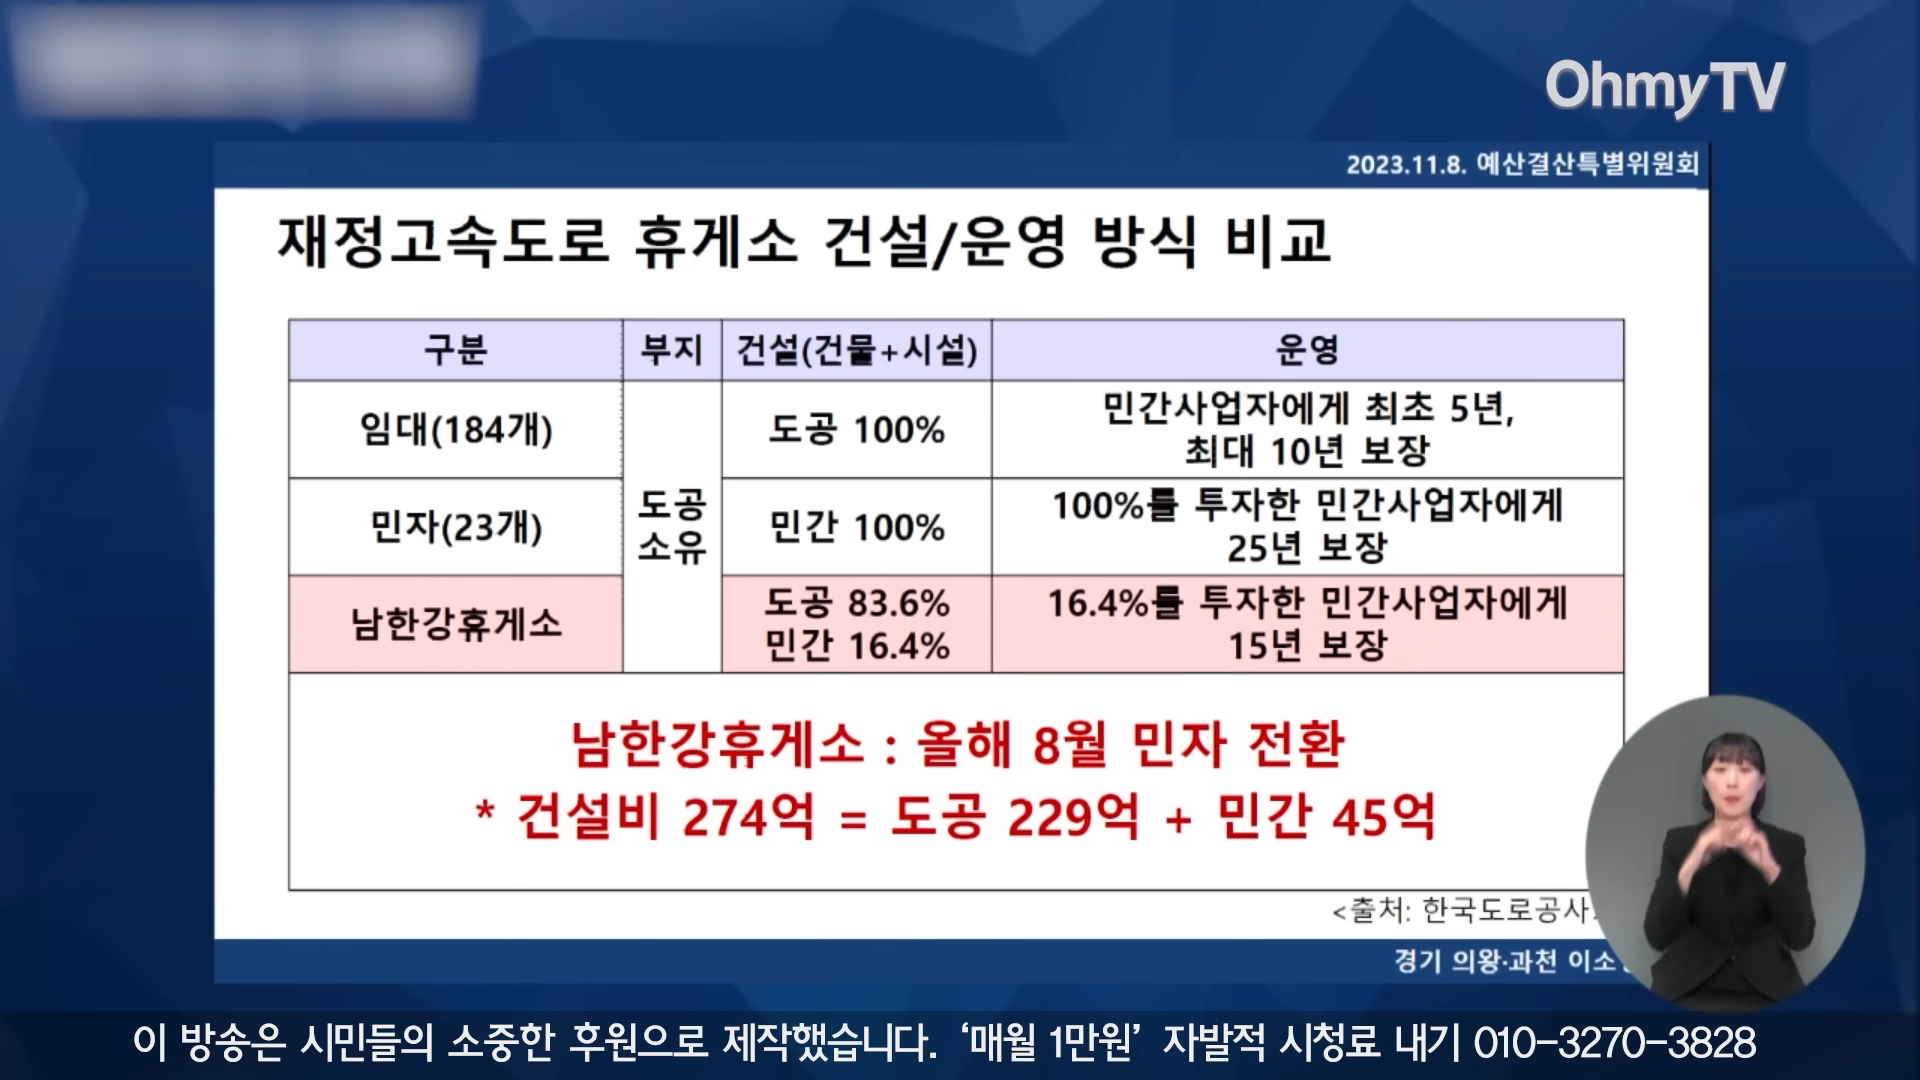 OhmyTV
2023.11.8. 예산결산특별위원회
재정고속도로 휴게소 건설/운영 방식 비교
구분 부지 건설(건물+시설) 운영
임대(184개) 도공 100% 민간사업자에게 최초 5년,
최대 10년 보장
도공
소유
민자(23개) 민간 100% 100%를 투자한 민간사업자에게
25년 보장
남한강휴게소 도공 83.6% 16.4%를 투자한 민간사업자에게
민간 16.4% 15년 보장
남한강휴게소 : 올해 8월 민자 전환
* 건설비 274억 = 도공 229억 + 민간 45억
<출처: 한국도로공사
경기 의왕·과천 이소
이 방송은 시민들의 소중한 후원으로 제작했습니다. ‘매월 1만원’ 자발적 시청료 내기 010-3270-3828